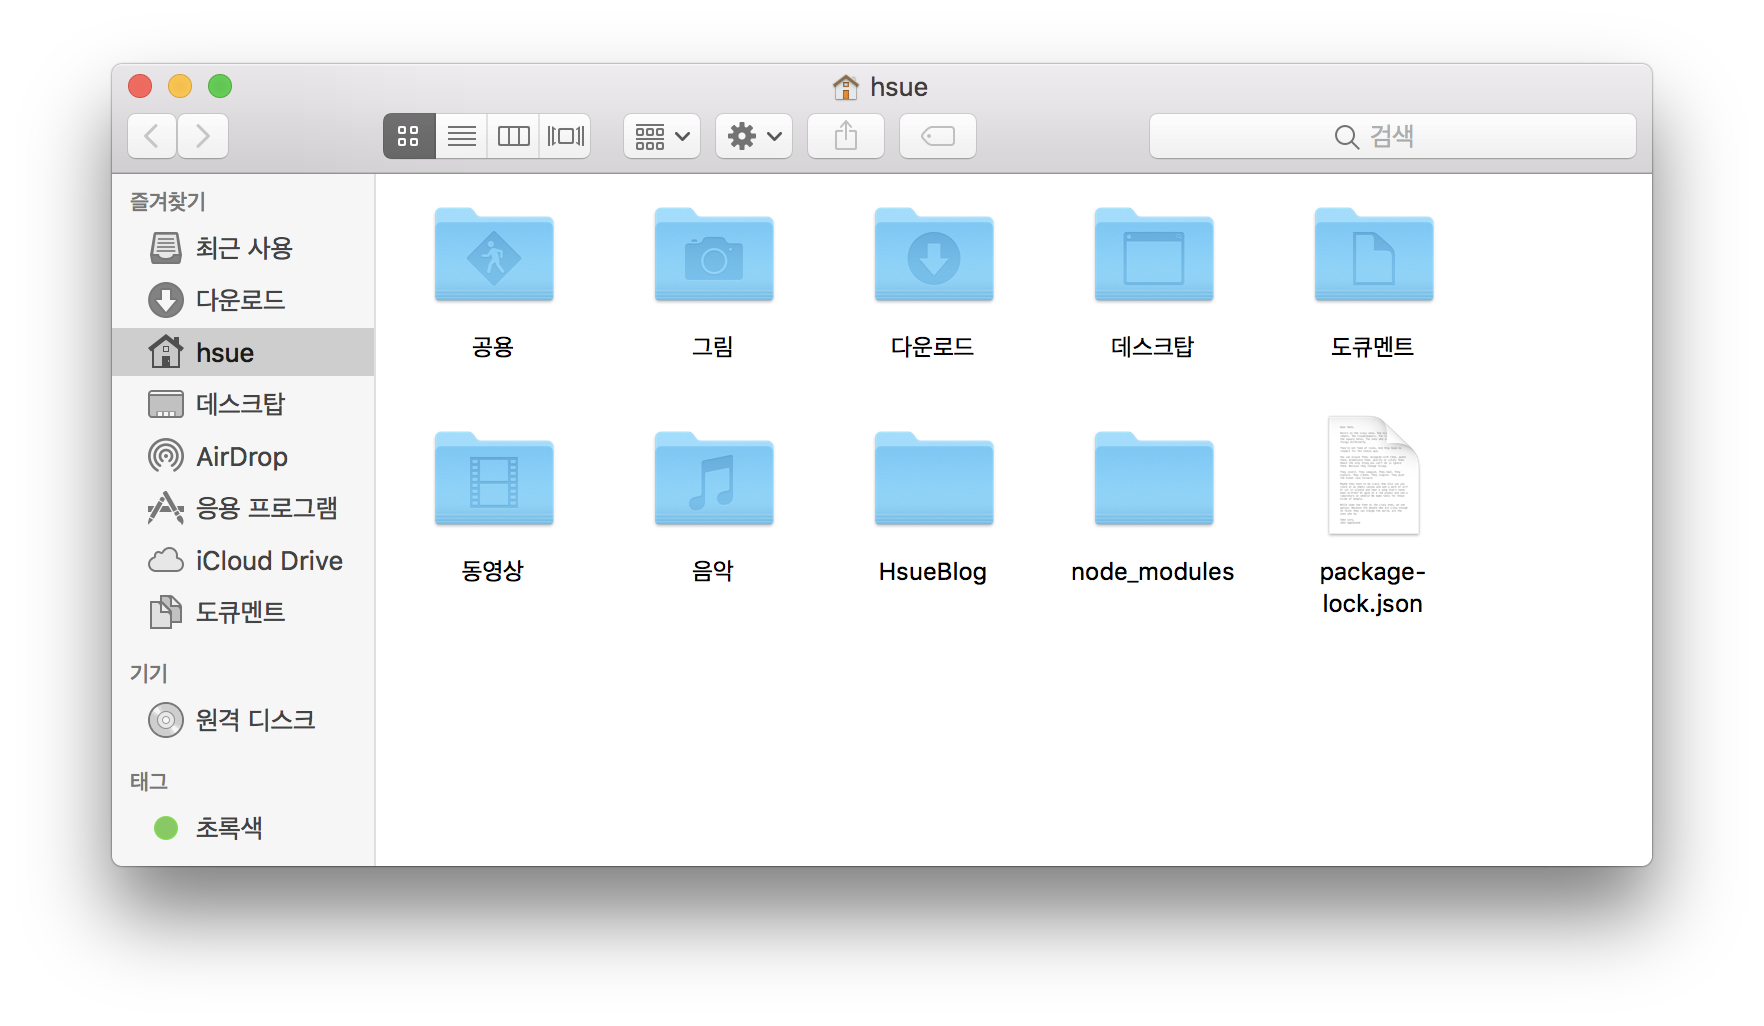 hsue
검색
즐겨찾기
최근 사용
다운로드
hsue
데스크탑
AirDrop
응용 프로그램
iCloud Drive
도큐멘트
기기
원격 디스크
태그
초록색
공용
그림
다운로드
데스크탑
도큐멘트
동영상
음악
HsueBlog
node_modules
package-
lock.json